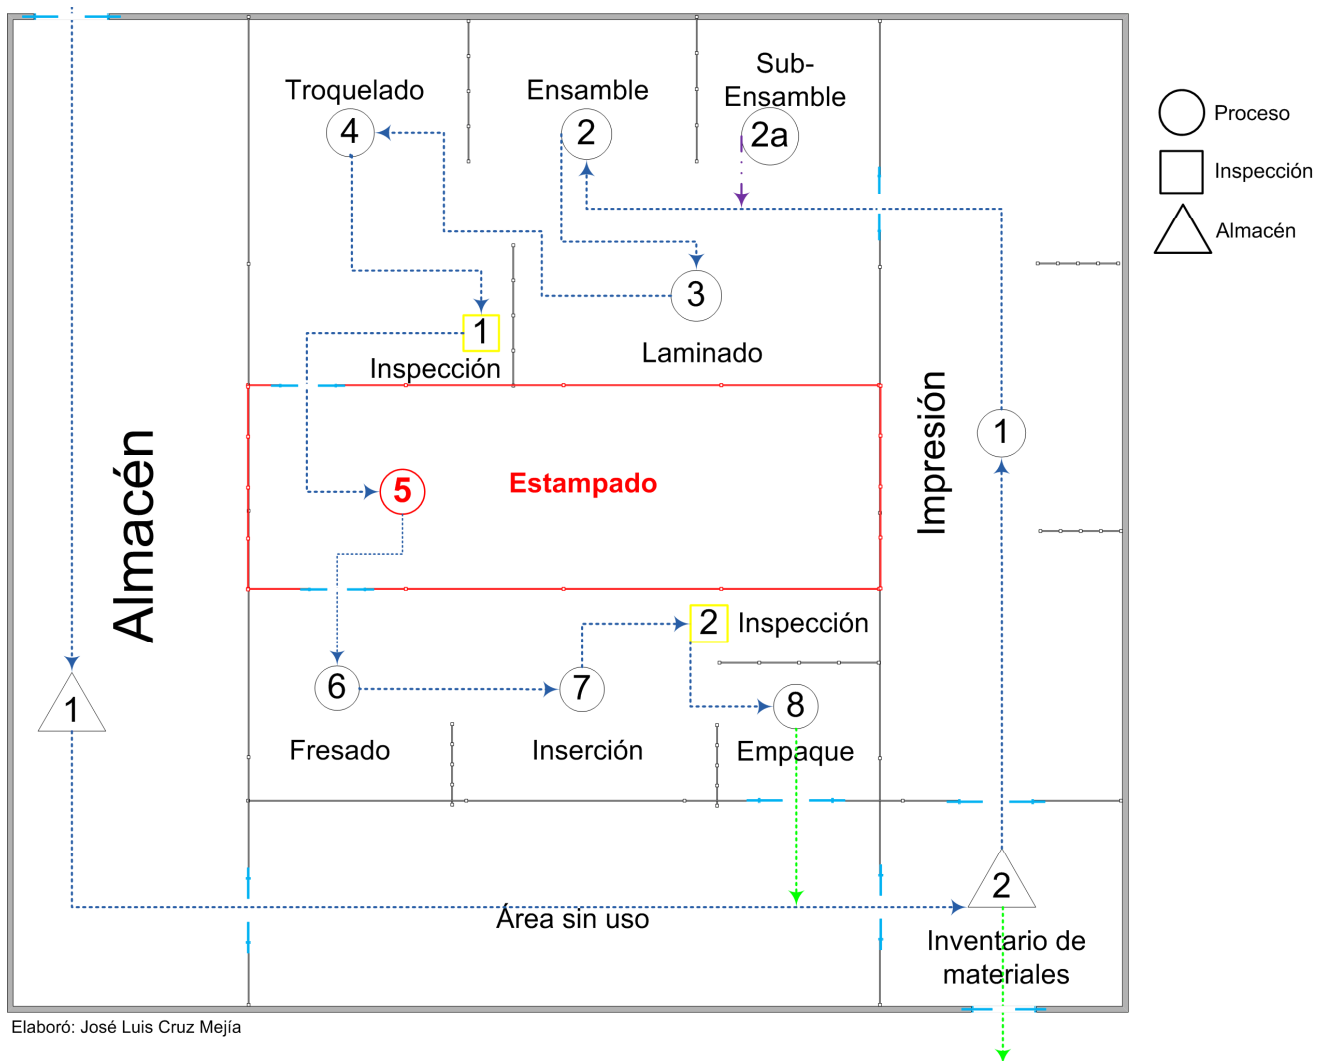 Troquelado
Ensamble
Sub-
Ensamble
4
2
2a
Proceso
Inspección
Almacén
3
1
Inspección
Laminado
Almacén
Impresión
1
5
Estampado
2
Inspección
6
7
8
1
Fresado
Inserción
Empaque
2
Área sin uso
Inventario de
materiales
Elaboró: José Luis Cruz Mejía